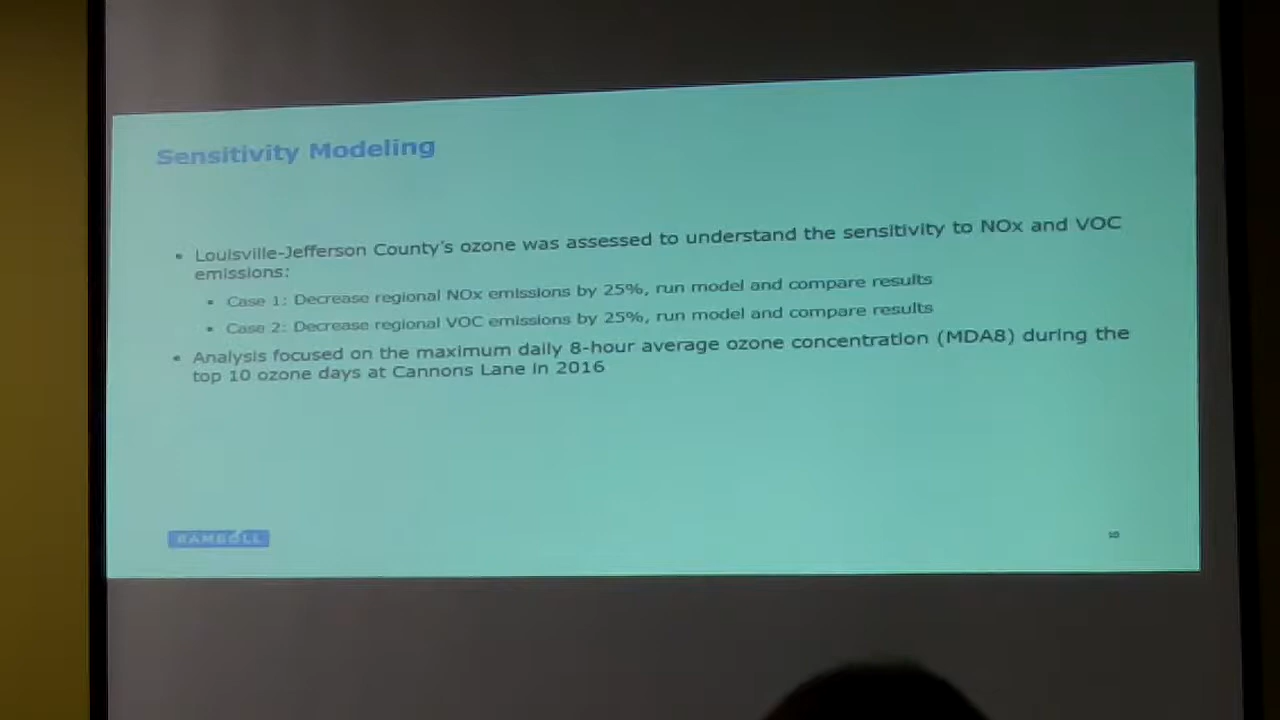 Sensitivity Modeling
• Louisville-Jefferson County's ozone was assessed to understand the sensitivity to NOx and VOC
emissions:
• Case 1: Decrease regional NOx emissions by 25%, run model and compare results
• Case 2: Decrease regional VOC emissions by 25%, run model and compare results
• Analysis focused on the maximum daily 8-hour average ozone concentration (MDA8) during the
top 10 ozone days at Cannons Lane in 2016
RAMBOLL
10